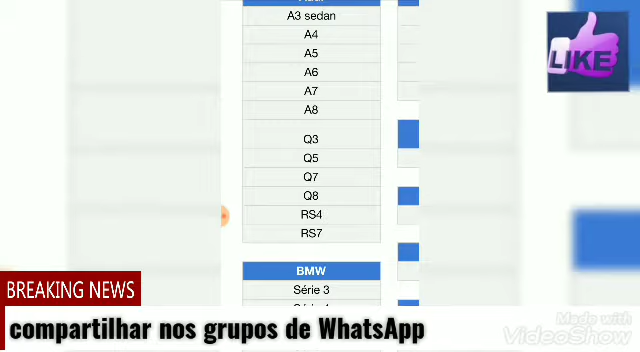 A3 sedan
A4
A5
A6
A7
A8
Q3
Q5
Q7
Q8
RS4
RS7
BMW
Série 3
LIKE
BREAKING NEWS
compartilhar nos grupos de WhatsApp
Made with
VideoShow